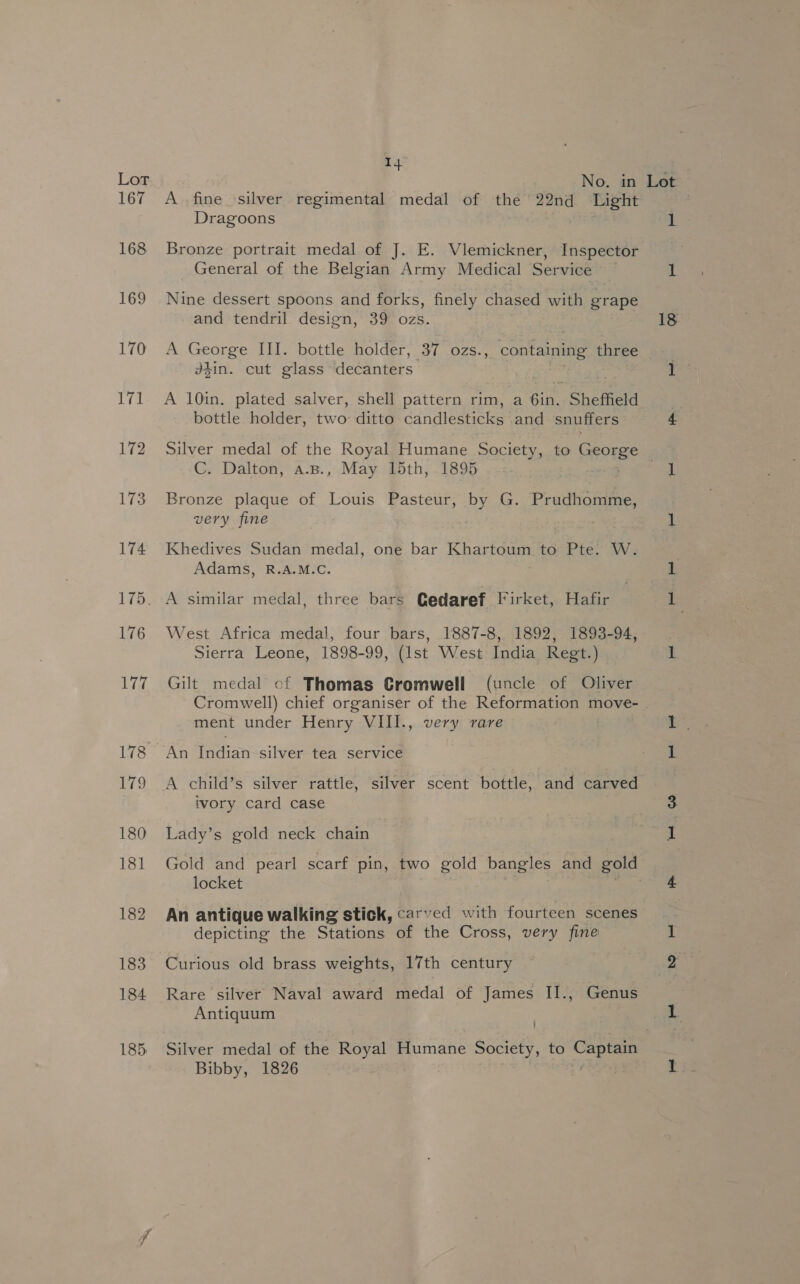 14
Lot No. in Lot
167 A fine silver regimental medal of the 22nd Light
Dragoons 1
168 Bronze portrait medal of J. E. Vlemickner, Inspector
General of the Belgian Army Medical Service 1
169 Nine dessert spoons and forks, finely chased with grape
and tendril design, 39 ozs. 18
170 A George III. bottle holder, 37 ozs., containing three
in. cut glass decanters 1
171 A 10in. plated salver, shell pattern rim, a 6in. Sheffield
bottle holder, two ditto candlesticks and snuffers 4
172 Silver medal of the Royal Humane Society, to George
C. Dalton, A.B., May 15th, 1895 1
173 Bronze plaque of Louis Pasteur, by G. Prudhomme,
very fine 1
174 Khedives Sudan medal, one bar Khartoum to Pte. W.
Adams, R.A.M.C. 1
175. A similar medal, three bars Gedaref Firket, Hafir 1
176 West Africa medal, four bars, 1887-8, 1892, 1893-94,
Sierra Leone, 1898-99, (1st West India Regt.) 1
177 Gilt medal of Thomas Cromwell (uncle of Oliver
Cromwell) chief organiser of the Reformation move-
ment under Henry VIII., very rare 1
178 An Indian silver tea service 1
179 A child's silver rattle, silver scent bottle, and carved
ivory card case 3
180 Lady's gold neck chain 1
181 Gold and pearl scarf pin, two gold bangles and gold
locket 4
182 An antique walking stick, carved with fourteen scenes
depicting the Stations of the Cross, very fine 1
183 Curious old brass weights, 17th century 2
184 Rare silver Naval award medal of James II., Genus
Antiquum 1
185 Silver medal of the Royal Humane Society, to Captain
Bibby, 1826 1